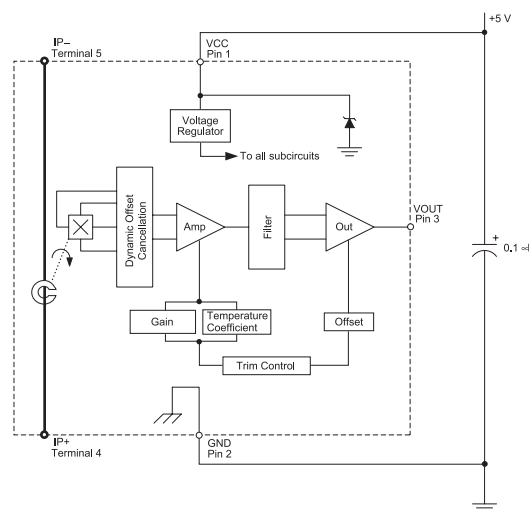 +5 V
IP–
Terminal 5
VCC
Pin 1
Voltage
Regulator
To all subcircuits
Dynamic Offset
Cancellation
Amp
Filter
Out
VOUT
Pin 3
+
0.1
Gain
Temperature
Coefficient
Offset
Trim Control
IP+
Terminal 4
GND
Pin 2